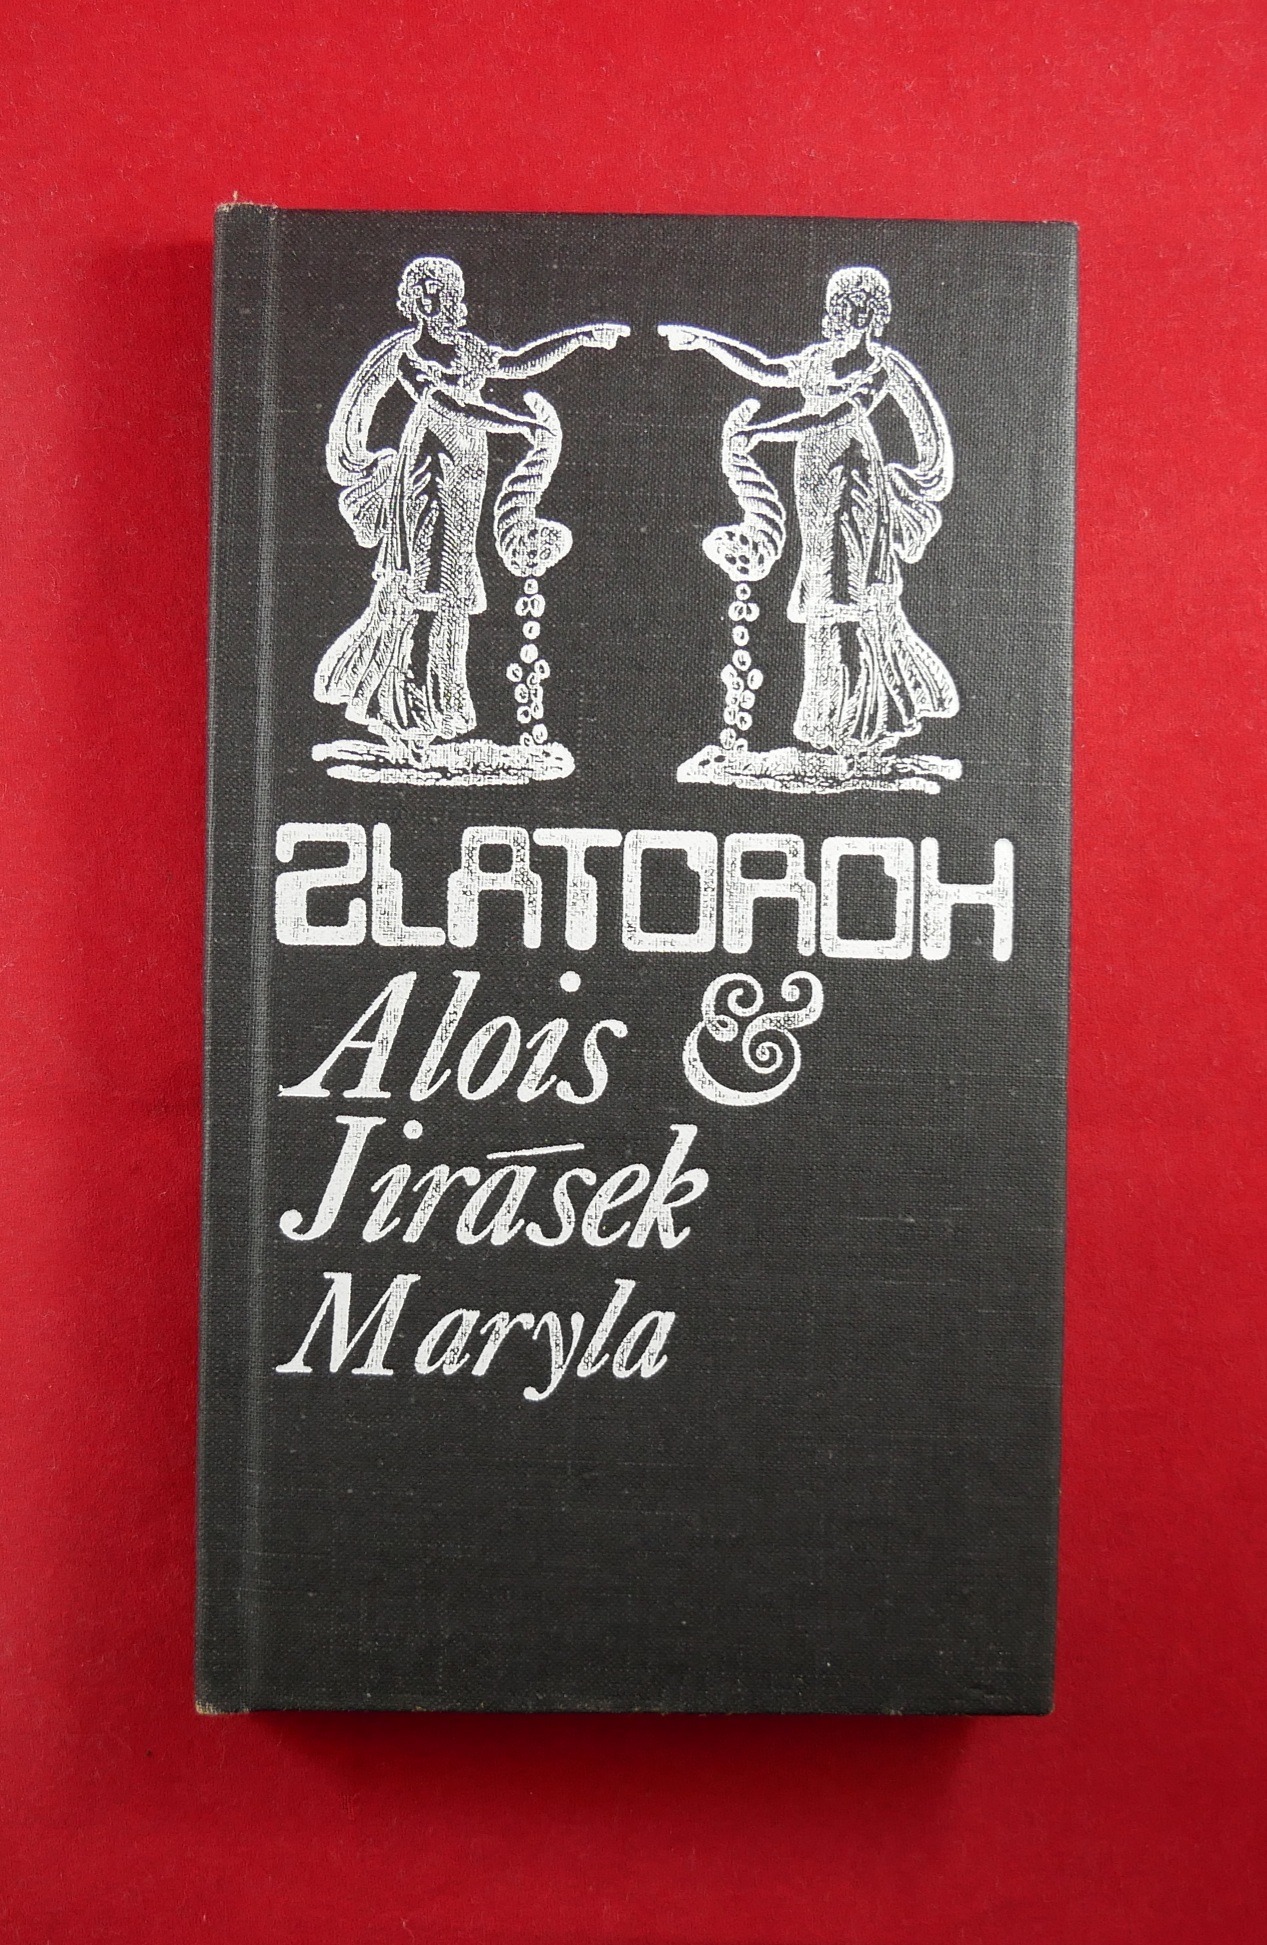 ZLATOROH
Alois &
Jirásek
Maryla